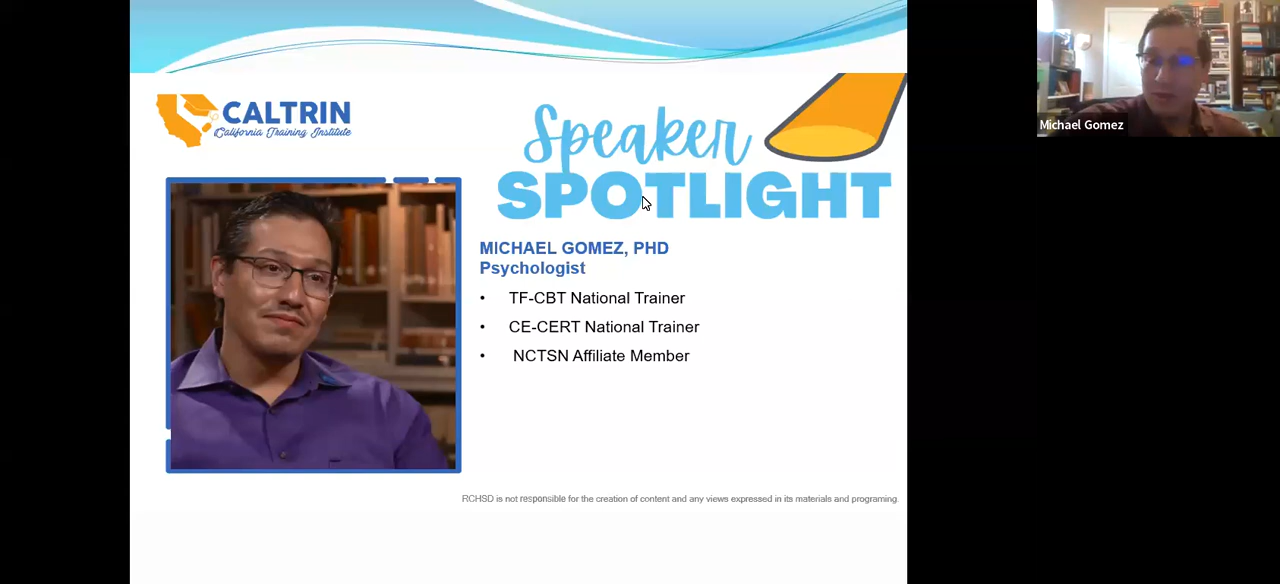 CALTRIN
California Training Institute
Speaker
SPOTLIGHT
MICHAEL GOMEZ, PHD
Psychologist
• TF-CBT National Trainer
• CE-CERT National Trainer
• NCTSN Affiliate Member
RCHSD is not responsible for the creation of content and any views expressed in its materials and programing.
Michael Gomez